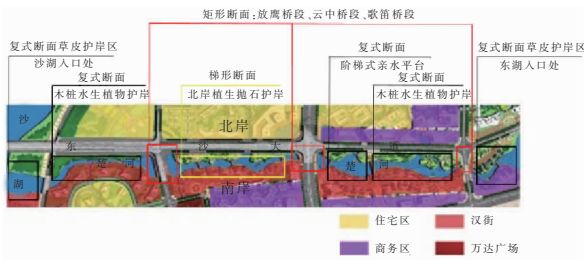 矩形断面：放鹰桥段、云中桥段、歌笛桥段
复式断面草皮护岸区
沙湖入口处
复式断面
木桩水生植物护岸
梯形断面
北岸植生抛石护岸
复式断面
阶梯式亲水平台
复式断面
木桩水生植物护岸
复式断面草皮护岸区
东湖入口处
沙
湖
北岸
东 沙 大 道
楚 河
楚 河
南岸
住宅区
汉街
商务区
万达广场